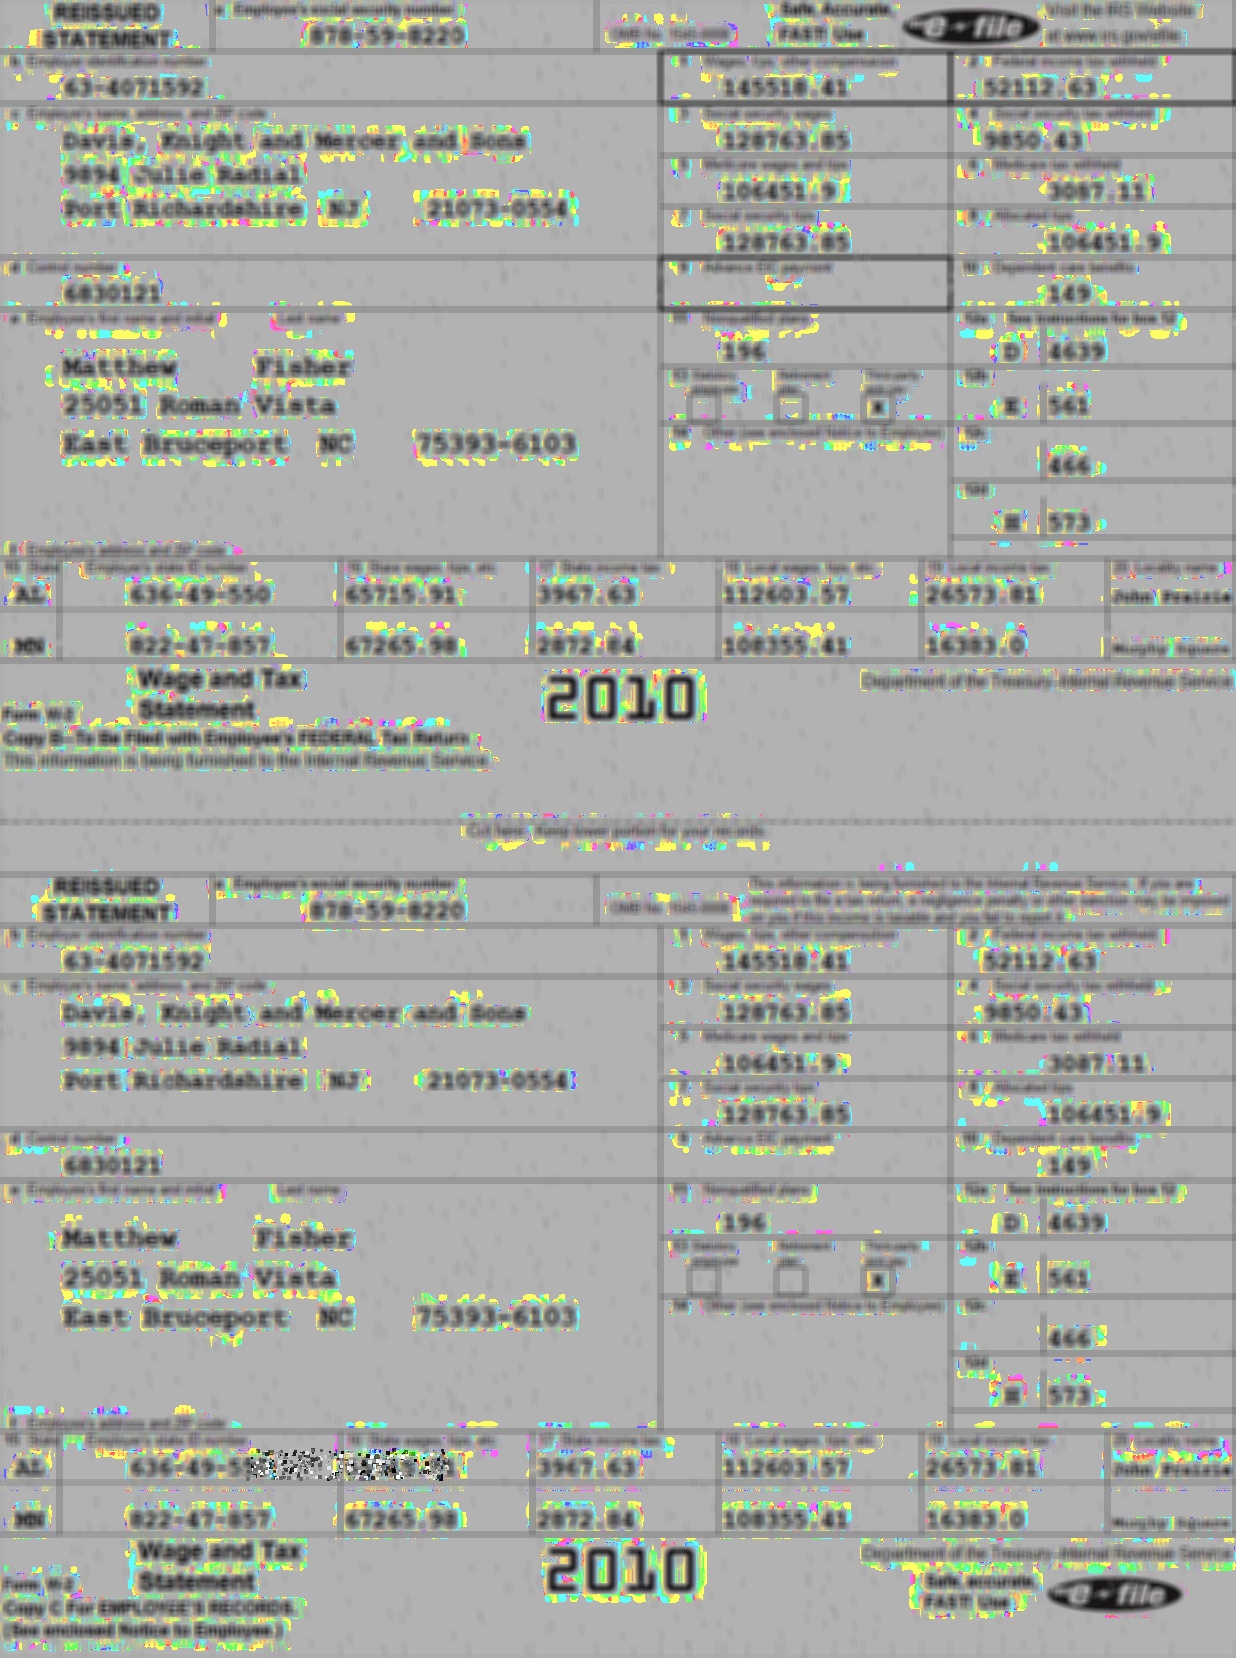 REISSUED STATEMENT
a Employee's social security number
878-59-8220
OMB No. 1545-0008
Safe, Accurate, FAST! Use
e-file
Visit the IRS Website at www.irs.gov/efile
b Employer identification number
63-4071592
1 Wages, tips, other compensation
145518.41
2 Federal income tax withheld
52112.63
c Employer's name, address, and ZIP code
Davis, Knight and Mercer and Sons
9894 Julie Radial
Port Richardshire NJ 21073-0554
3 Social security wages
128763.85
4 Social security tax withheld
9850.43
5 Medicare wages and tips
106451.9
6 Medicare tax withheld
3087.11
7 Social security tips
128763.85
8 Allocated tips
106451.9
d Control number
6830121
9 Advance EIC payment
10 Dependent care benefits
149
e Employee's first name and initial Last name
Matthew Fisher
25051 Roman Vista
East Bruceport NC 75393-6103
11 Nonqualified plans
196
12a See instructions for box 12
D 4639
13 Statutory employee
Retirement plan
Third-party sick pay
x
12b
E 561
14 Other (see enclosed Notice to Employee)
12c
466
12d
573
f Employee's address and ZIP code
15 State Employer's state ID number
16 State wages, tips, etc.
17 State income tax
18 Local wages, tips, etc.
19 Local income tax
20 Locality name
AL 636-49-550 65715.91 3967.63 112603.57 26573.81 John Prairie
MN 822-47-857 67265.98 2872.84 108355.41 16383.0 Murphy Square
Form W-2
Wage and Tax Statement
2010
Department of the Treasury-Internal Revenue Service
Copy B--To Be Filed with Employee's FEDERAL Tax Return.
This information is being furnished to the Internal Revenue Service.
Cut here. Keep lower portion for your records.
REISSUED STATEMENT
a Employee's social security number
878-59-8220
OMB No. 1545-0008
This information is being furnished to the Internal Revenue Service. If you are
required to file a tax return, a negligence penalty or other sanction may be imposed
on you if this income is taxable and you fail to report it.
b Employer identification number
63-4071592
1 Wages, tips, other compensation
145518.41
2 Federal income tax withheld
52112.63
c Employer's name, address, and ZIP code
Davis, Knight and Mercer and Sons
9894 Julie Radial
Port Richardshire NJ 21073-0554
3 Social security wages
128763.85
4 Social security tax withheld
9850.43
5 Medicare wages and tips
106451.9
6 Medicare tax withheld
3087.11
7 Social security tips
128763.85
8 Allocated tips
106451.9
d Control number
6830121
9 Advance EIC payment
10 Dependent care benefits
149
e Employee's first name and initial Last name
Matthew Fisher
25051 Roman Vista
East Bruceport NC 75393-6103
11 Nonqualified plans
196
12a See instructions for box 12
D 4639
13 Statutory employee
Retirement plan
Third-party sick pay
x
12b
E 561
14 Other (see enclosed Notice to Employee)
12c
466
12d
573
f Employee's address and ZIP code
15 State Employer's state ID number
16 State wages, tips, etc.
17 State income tax
18 Local wages, tips, etc.
19 Local income tax
20 Locality name
AL 3967.63 112603.57 26573.81 John Prairie
MN 822-47-857 67265.98 2872.84 108355.41 16383.0 Murphy Square
Form W-2
Wage and Tax Statement
2010
Department of the Treasury-Internal Revenue Service
Copy C For EMPLOYEE'S RECORDS.
(See enclosed Notice to Employee.)
Safe, accurate, FAST! Use
e-file